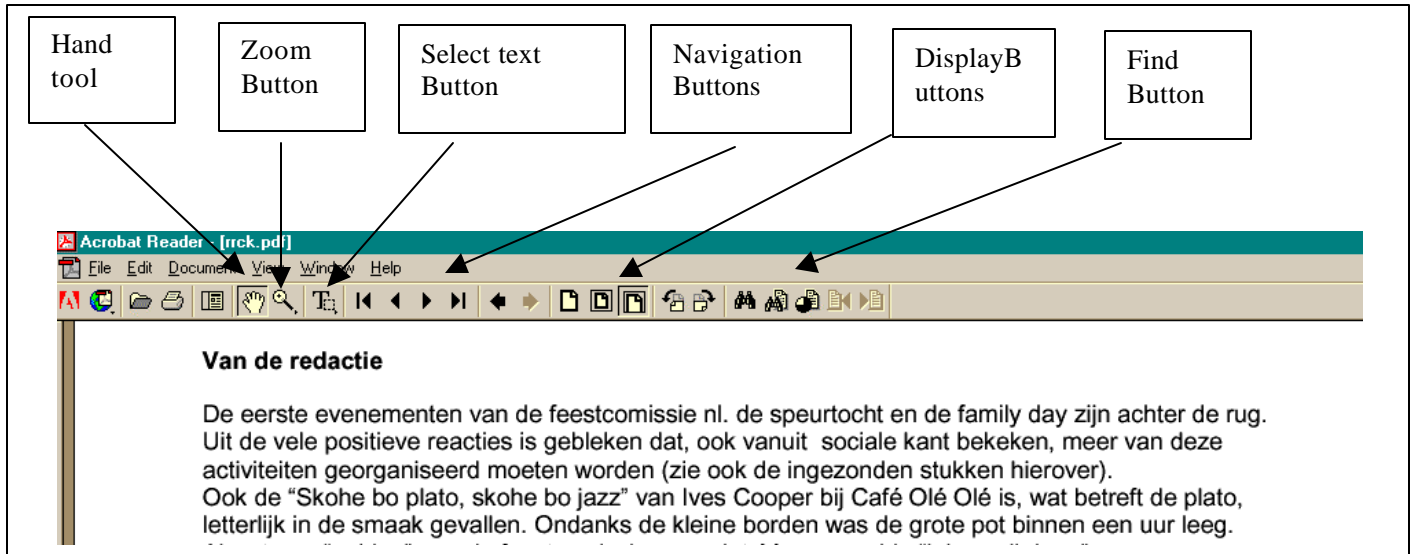 Hand
tool
Zoom
Button
Select text
Button
Navigation
Buttons
DisplayB
uttons
Find
Button
Acrobat Reader - [rrck.pdf]
File Edit Document View Window Help
Van de redactie
De eerste evenementen van de feestcomissie nl. de speurtocht en de family day zijn achter de rug.
Uit de vele positieve reacties is gebleken dat, ook vanuit sociale kant bekeken, meer van deze
activiteiten georganiseerd moeten worden (zie ook de ingezonden stukken hierover).
Ook de “Skohe bo plato, skohe bo jazz” van Ives Cooper bij Café Olé Olé is, wat betreft de plato,
letterlijk in de smaak gevallen. Ondanks de kleine borden was de grote pot binnen een uur leeg.